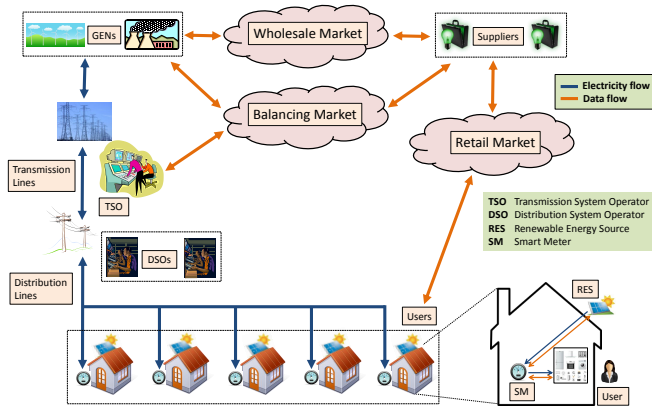 GENs
Wholesale Market
Suppliers
Electricity flow
Data flow
Balancing Market
Retail Market
Transmission
Lines
TSO
TSO Transmission System Operator
DSO Distribution System Operator
RES Renewable Energy Source
SM Smart Meter
DSOs
Distribution
Lines
Users
RES
SM
User